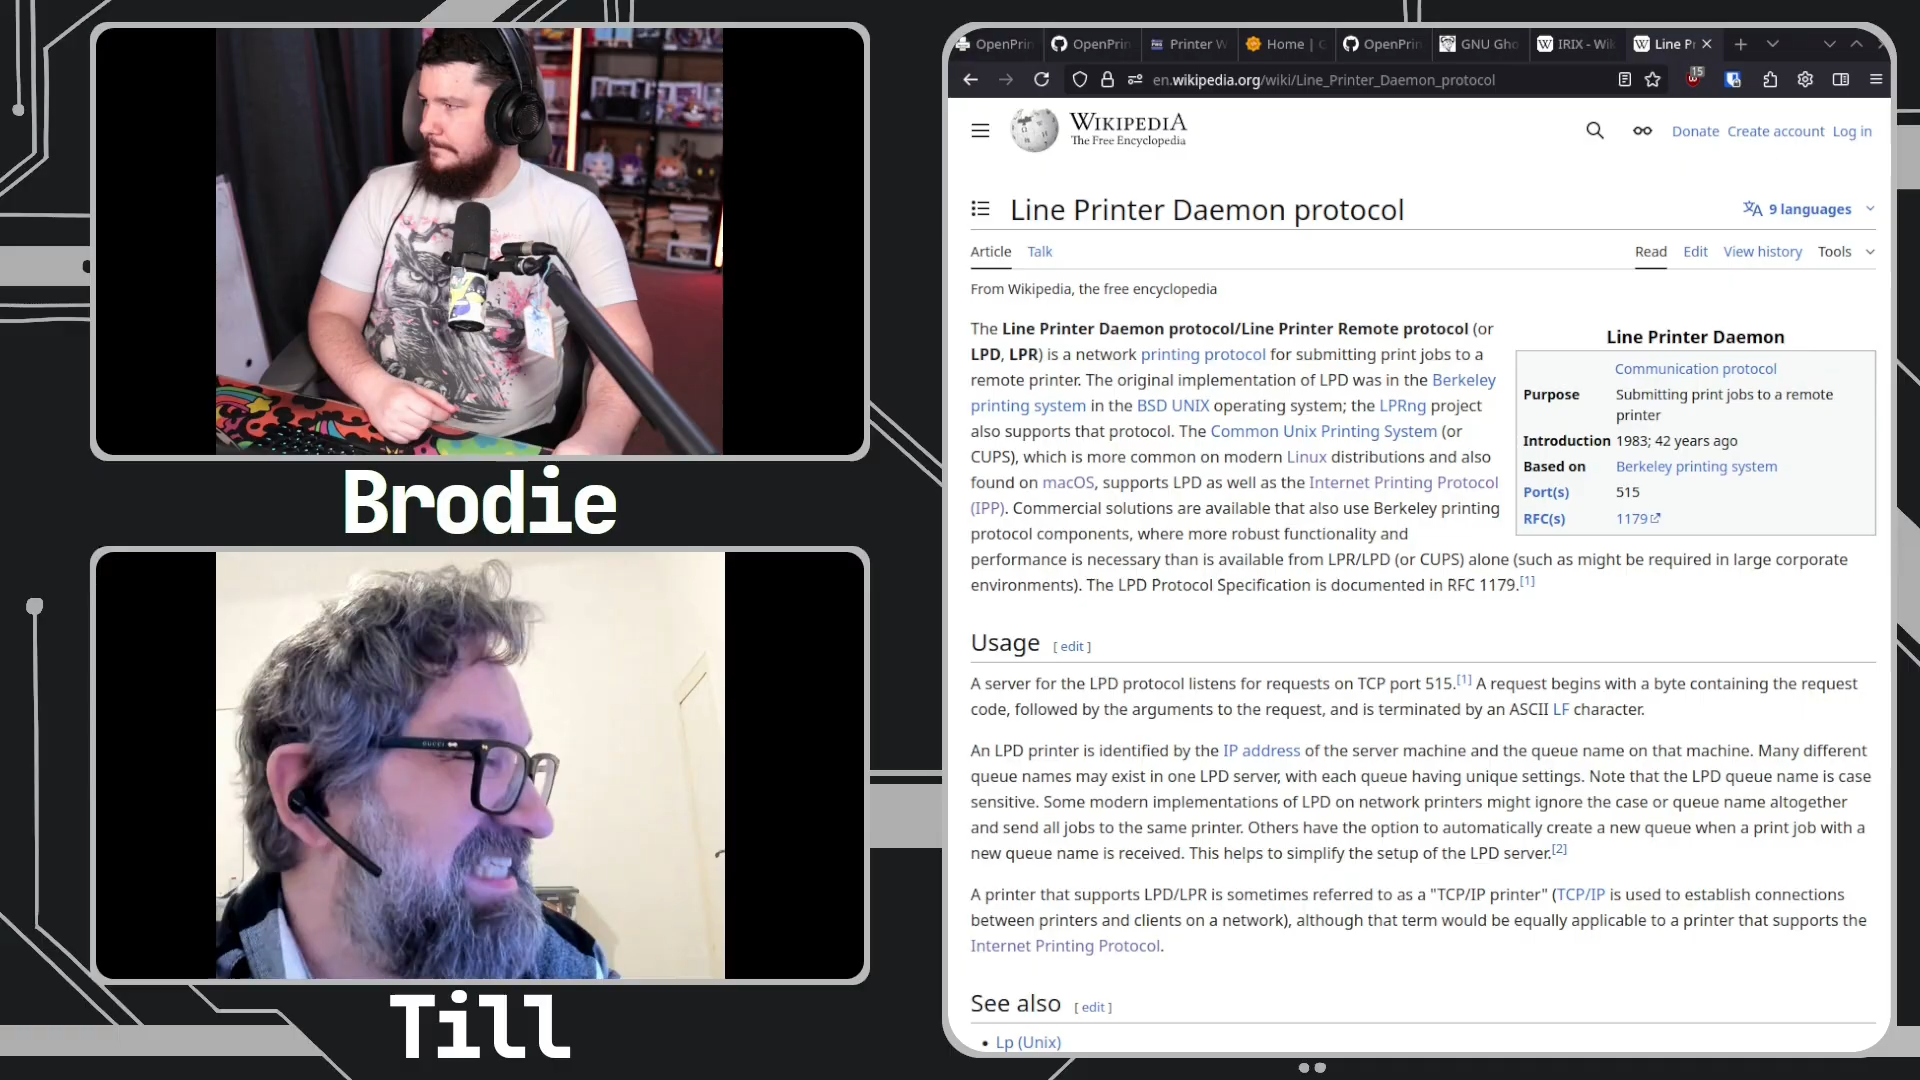 Brodie
Till
OpenPrin
OpenPrin
Printer W
Home |
OpenPrin
GNU Gho
IRIX - Wik
Line Pr
en.wikipedia.org/wiki/Line_Printer_Daemon_protocol
15
WIKIPEDIA
The Free Encyclopedia
Donate Create account Log in
Line Printer Daemon protocol
9 languages
Article Talk
Read Edit View history Tools
From Wikipedia, the free encyclopedia
The Line Printer Daemon protocol/Line Printer Remote protocol (or
LPD, LPR) is a network printing protocol for submitting print jobs to a
remote printer. The original implementation of LPD was in the Berkeley
printing system in the BSD UNIX operating system; the LPRng project
also supports that protocol. The Common Unix Printing System (or
CUPS), which is more common on modern Linux distributions and also
found on macOS, supports LPD as well as the Internet Printing Protocol
(IPP). Commercial solutions are available that also use Berkeley printing
protocol components, where more robust functionality and
performance is necessary than is available from LPR/LPD (or CUPS) alone (such as might be required in large corporate
environments). The LPD Protocol Specification is documented in RFC 1179.[1]
Line Printer Daemon
Communication protocol
Purpose Submitting print jobs to a remote
printer
Introduction 1983; 42 years ago
Based on Berkeley printing system
Port(s) 515
RFC(s) 1179
Usage [ edit ]
A server for the LPD protocol listens for requests on TCP port 515.[1] A request begins with a byte containing the request
code, followed by the arguments to the request, and is terminated by an ASCII LF character.
An LPD printer is identified by the IP address of the server machine and the queue name on that machine. Many different
queue names may exist in one LPD server, with each queue having unique settings. Note that the LPD queue name is case
sensitive. Some modern implementations of LPD on network printers might ignore the case or queue name altogether
and send all jobs to the same printer. Others have the option to automatically create a new queue when a print job with a
new queue name is received. This helps to simplify the setup of the LPD server.[2]
A printer that supports LPD/LPR is sometimes referred to as a "TCP/IP printer" (TCP/IP is used to establish connections
between printers and clients on a network), although that term would be equally applicable to a printer that supports the
Internet Printing Protocol.
See also [ edit ]
• Lp (Unix)
GUCCI